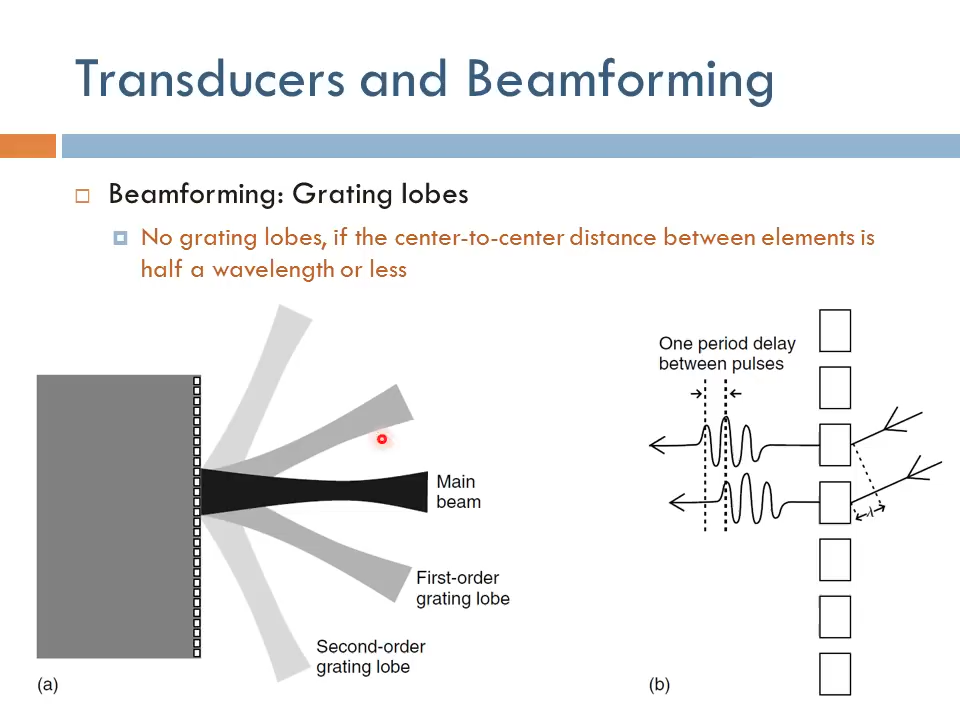 Transducers and Beamforming
Beamforming: Grating lobes
No grating lobes, if the center-to-center distance between elements is
half a wavelength or less
One period delay
between pulses
Main
beam
λ
First-order
grating lobe
Second-order
grating lobe
(a)
(b)